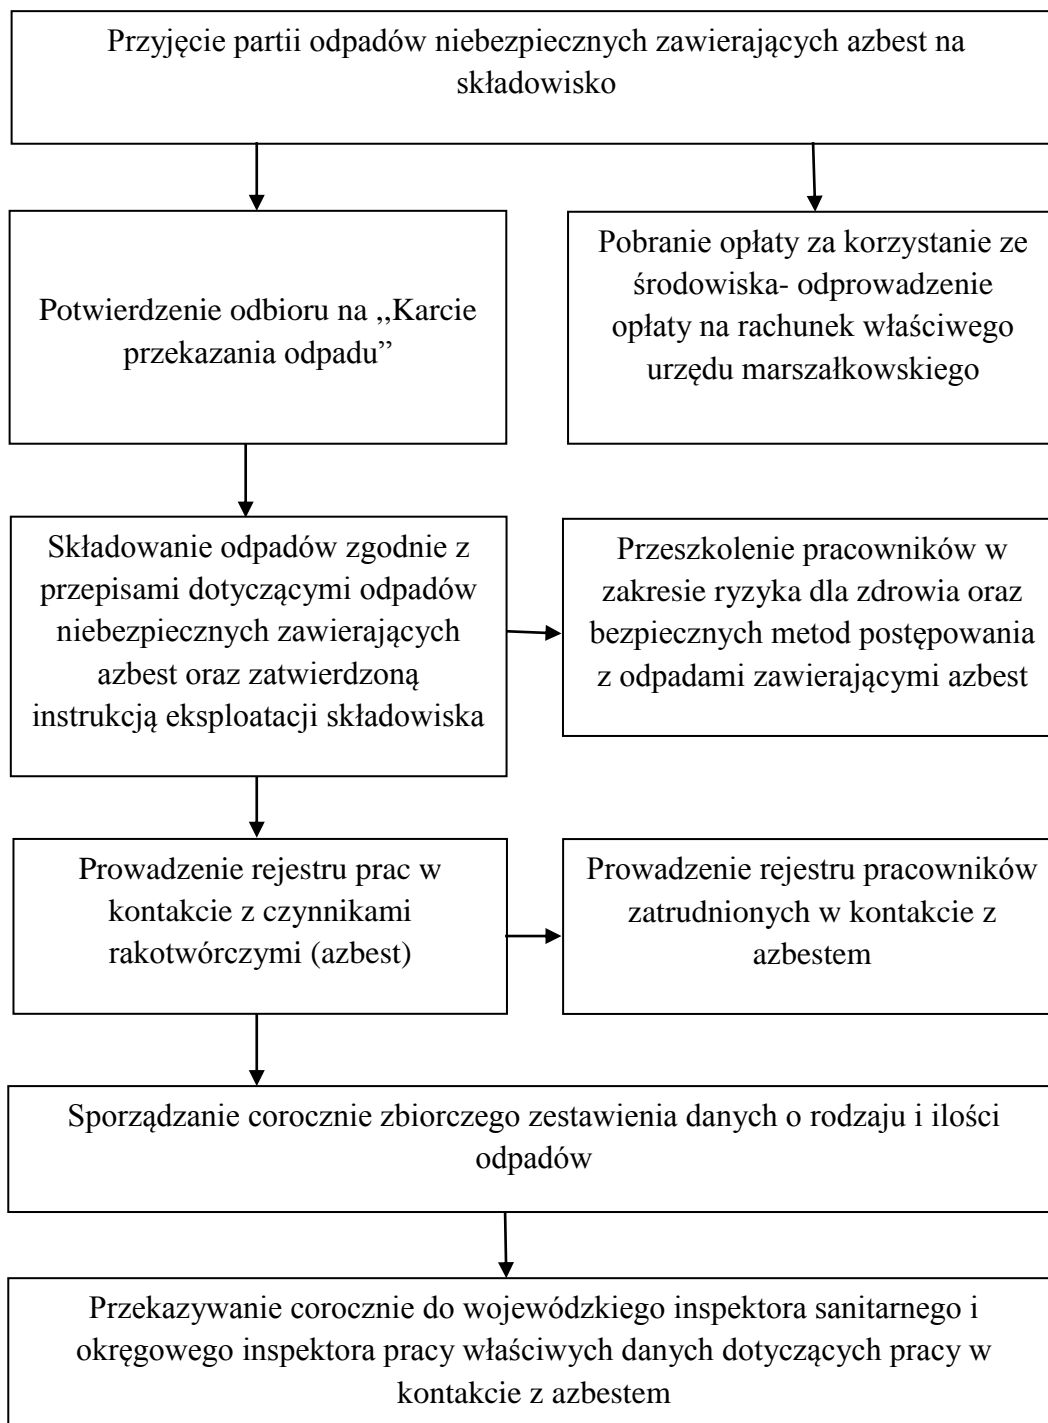 Przyjęcie partii odpadów niebezpiecznych zawierających azbest na
składowisko
Potwierdzenie odbioru na ,,Karcie
przekazania odpadu”
Pobranie opłaty za korzystanie ze
środowiska- odprowadzenie
opłaty na rachunek właściwego
urzędu marszałkowskiego
Składowanie odpadów zgodnie z
przepisami dotyczącymi odpadów
niebezpiecznych zawierających
azbest oraz zatwierdzoną
instrukcją eksploatacji składowiska
Przeszkolenie pracowników w
zakresie ryzyka dla zdrowia oraz
bezpiecznych metod postępowania
z odpadami zawierającymi azbest
Prowadzenie rejestru prac w
kontakcie z czynnikami
rakotwórczymi (azbest)
Prowadzenie rejestru pracowników
zatrudnionych w kontakcie z
azbestem
Sporządzanie corocznie zbiorczego zestawienia danych o rodzaju i ilości
odpadów
Przekazywanie corocznie do wojewódzkiego inspektora sanitarnego i
okręgowego inspektora pracy właściwych danych dotyczących pracy w
kontakcie z azbestem